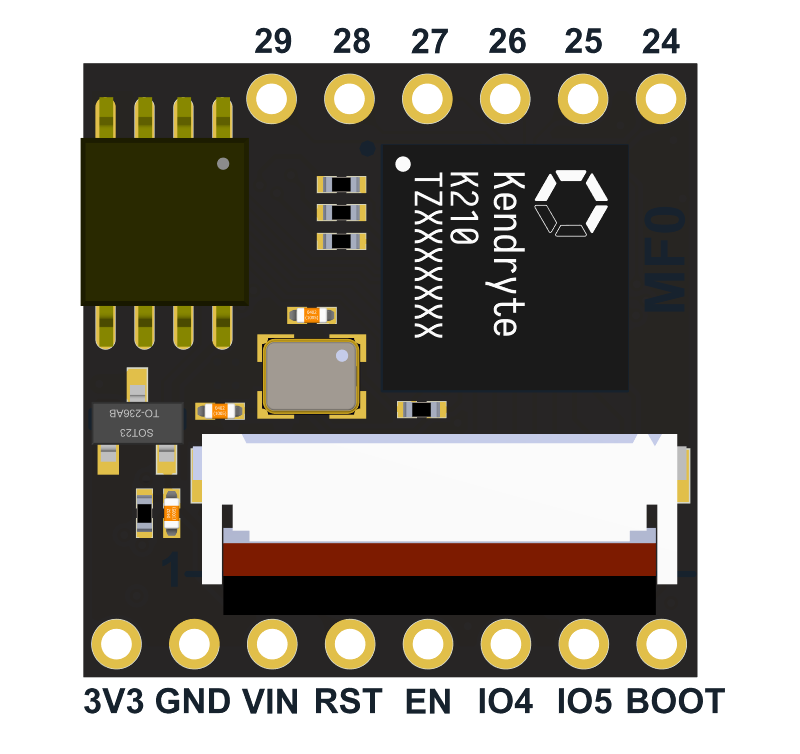 29 28 27 26 25 24
Kendryte
K210
TZXXXXXXX
MF0
TO-236AB
SOT23
1
3V3 GND VIN RST EN IO4 IO5 BOOT